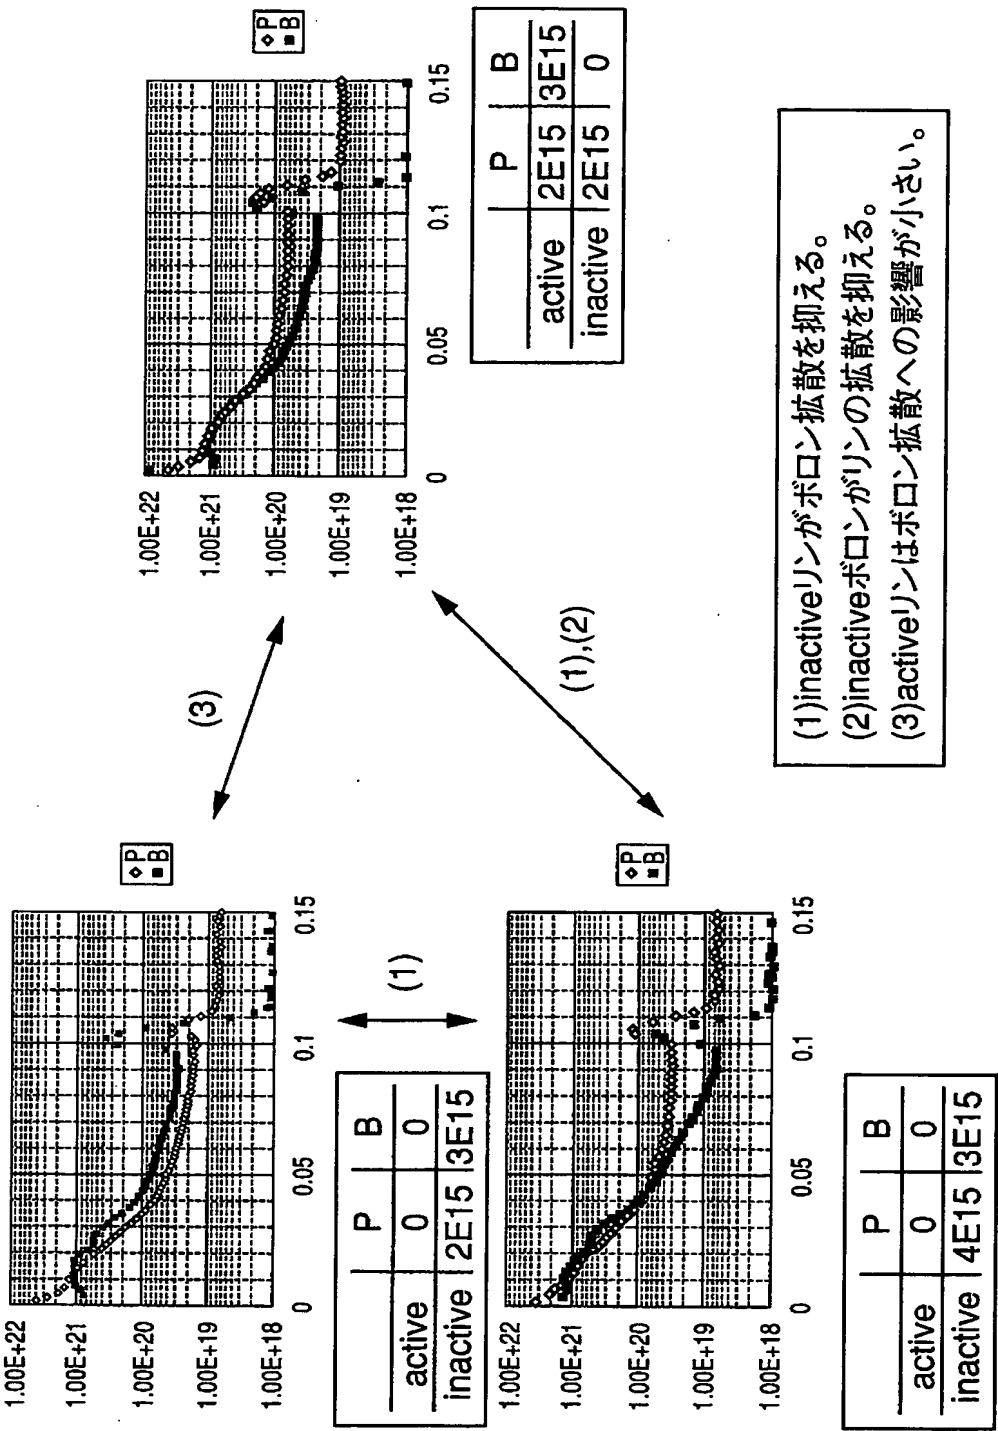 1.00E+22
1.00E+21
1.00E+20
1.00E+19
1.00E+18
0 0.05 0.1 0.15
P
B
P B
active 0 0
inactive 2E15 3E15
(1)
1.00E+22
1.00E+21
1.00E+20
1.00E+19
1.00E+18
0 0.05 0.1 0.15
P
B
P B
active 0 0
inactive 4E15 3E15
(3)
(1),(2)
1.00E+22
1.00E+21
1.00E+20
1.00E+19
1.00E+18
0 0.05 0.1 0.15
P
B
P B
active 2E15 3E15
inactive 2E15 0
(1)inactiveリンがボロン拡散を抑える。
(2)inactiveボロンがリンの拡散を抑える。
(3)activeリンはボロン拡散への影響が小さい。